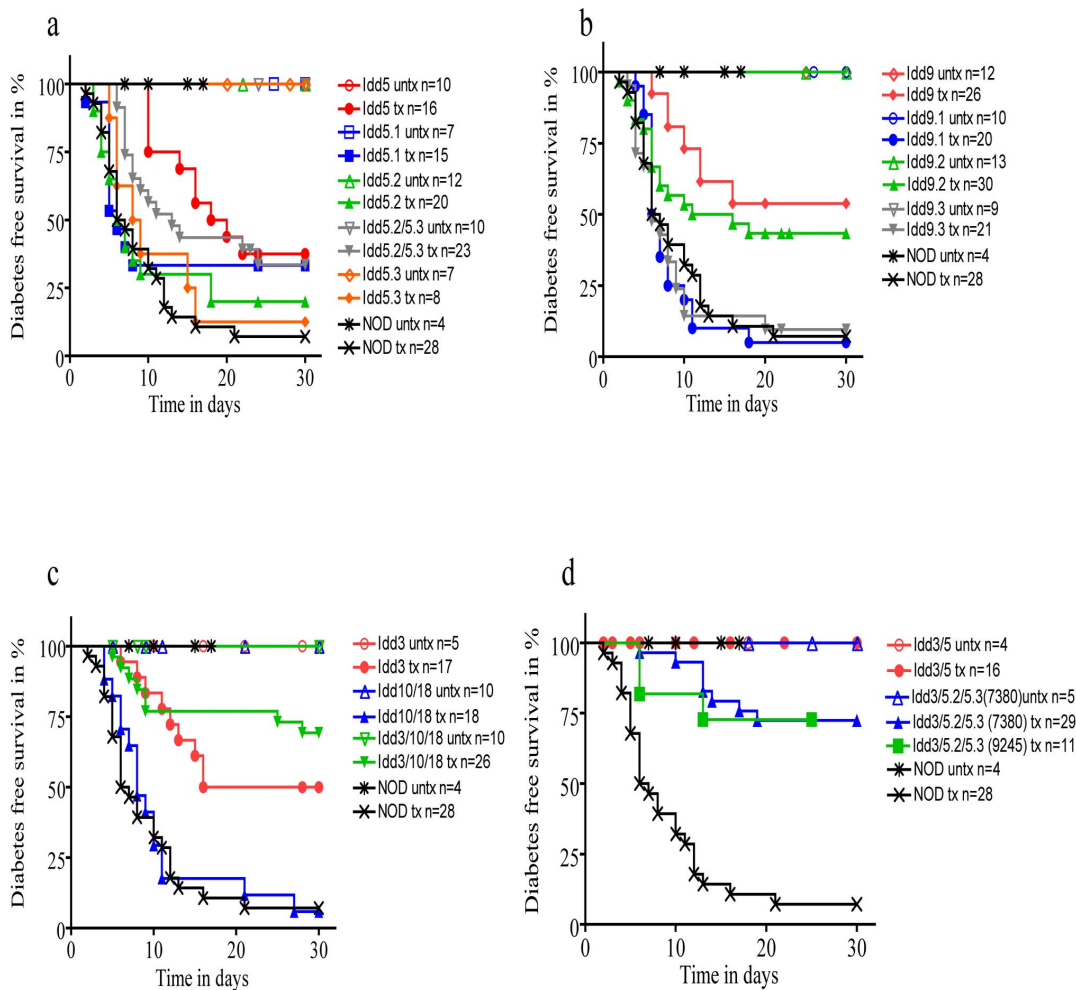 a
Diabetes free survival in %
100
75
50
25
0
0 10 20 30
Time in days
Idd5 untx n=10
Idd5 tx n=16
Idd5.1 untx n=7
Idd5.1 tx n=15
Idd5.2 untx n=12
Idd5.2 tx n=20
Idd5.2/5.3 untx n=10
Idd5.2/5.3 tx n=23
Idd5.3 untx n=7
Idd5.3 tx n=8
NOD untx n=4
NOD tx n=28
b
Diabetes free survival in %
100
75
50
25
0
0 10 20 30
Time in days
Idd9 untx n=12
Idd9 tx n=26
Idd9.1 untx n=10
Idd9.1 tx n=20
Idd9.2 untx n=13
Idd9.2 tx n=30
Idd9.3 untx n=9
Idd9.3 tx n=21
NOD untx n=4
NOD tx n=28
c
Diabetes free survival in %
100
75
50
25
0
0 10 20 30
Time in days
Idd3 untx n=5
Idd3 tx n=17
Idd10/18 untx n=10
Idd10/18 tx n=18
Idd3/10/18 untx n=10
Idd3/10/18 tx n=26
NOD untx n=4
NOD tx n=28
d
Diabetes free survival in %
100
75
50
25
0
0 10 20 30
Time in days
Idd3/5 untx n=4
Idd3/5 tx n=16
Idd3/5.2/5.3(7380)untx n=5
Idd3/5.2/5.3 (7380) tx n=29
Idd3/5.2/5.3 (9245) tx n=11
NOD untx n=4
NOD tx n=28